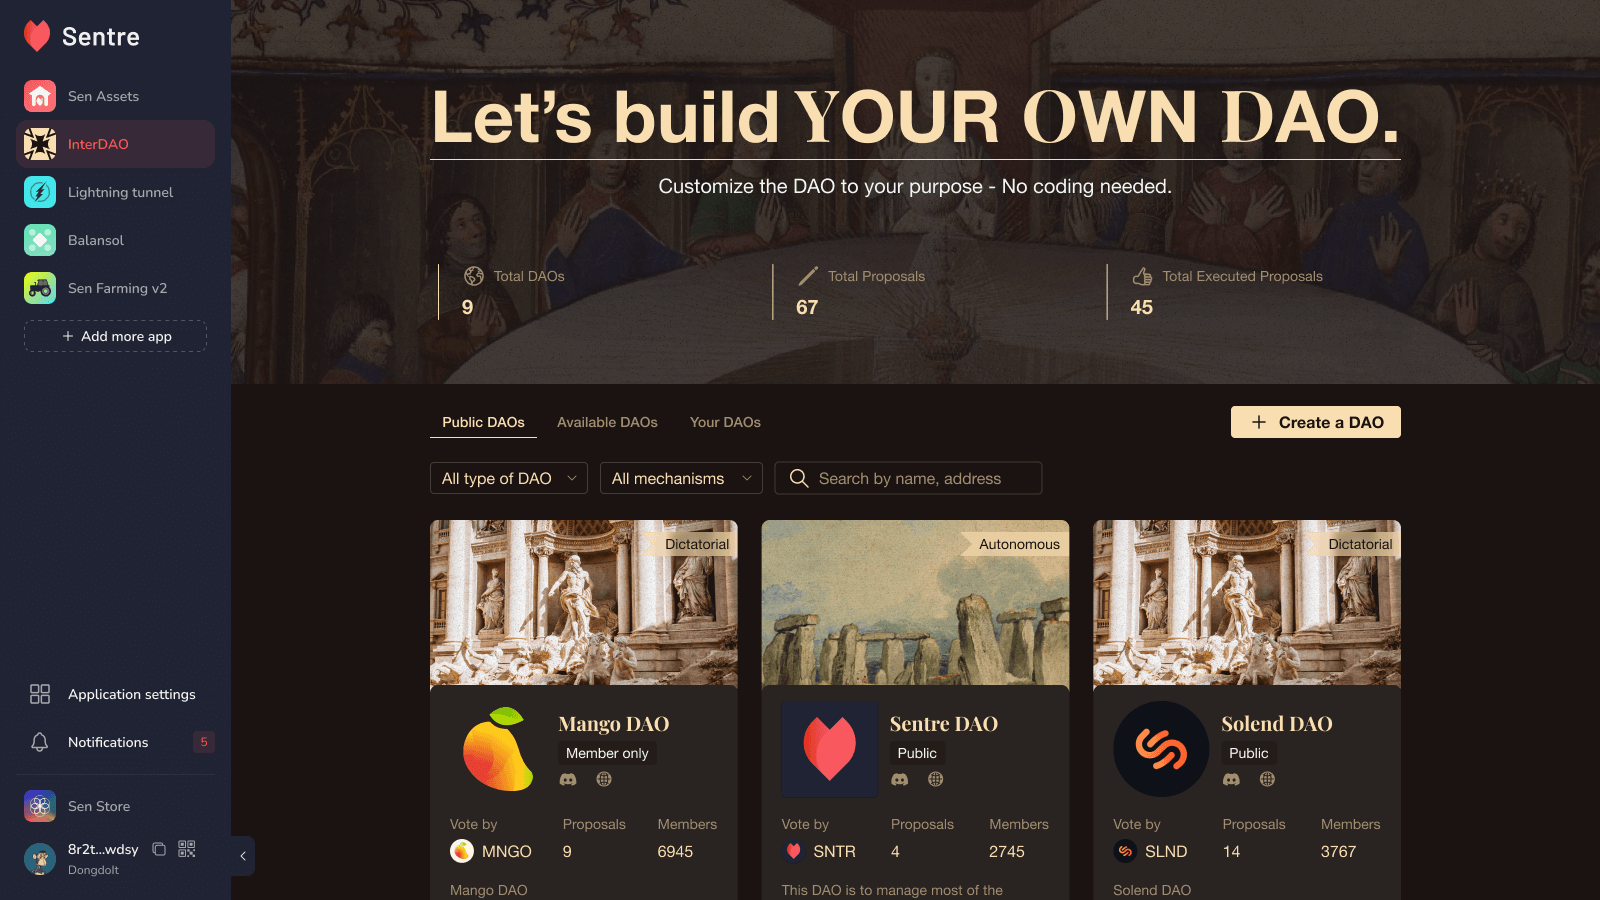 Sentre
Sen Assets
InterDAO
Lightning tunnel
Balansol
Sen Farming v2
+ Add more app
Application settings
Notifications
5
Sen Store
8r2t...wdsy
Dongdoit
Let's build YOUR OWN DAO.
Customize the DAO to your purpose - No coding needed.
Total DAOs
9
Total Proposals
67
Total Executed Proposals
45
Public DAOs
Available DAOs
Your DAOs
+ Create a DAO
All type of DAO
All mechanisms
Search by name, address
Dictatorial
Mango DAO
Member only
Vote by Proposals Members
MNGO 9 6945
Mango DAO
Autonomous
Sentre DAO
Public
Vote by Proposals Members
SNTR 4 2745
This DAO is to manage most of the
Dictatorial
Solend DAO
Public
Vote by Proposals Members
SLND 14 3767
Solend DAO